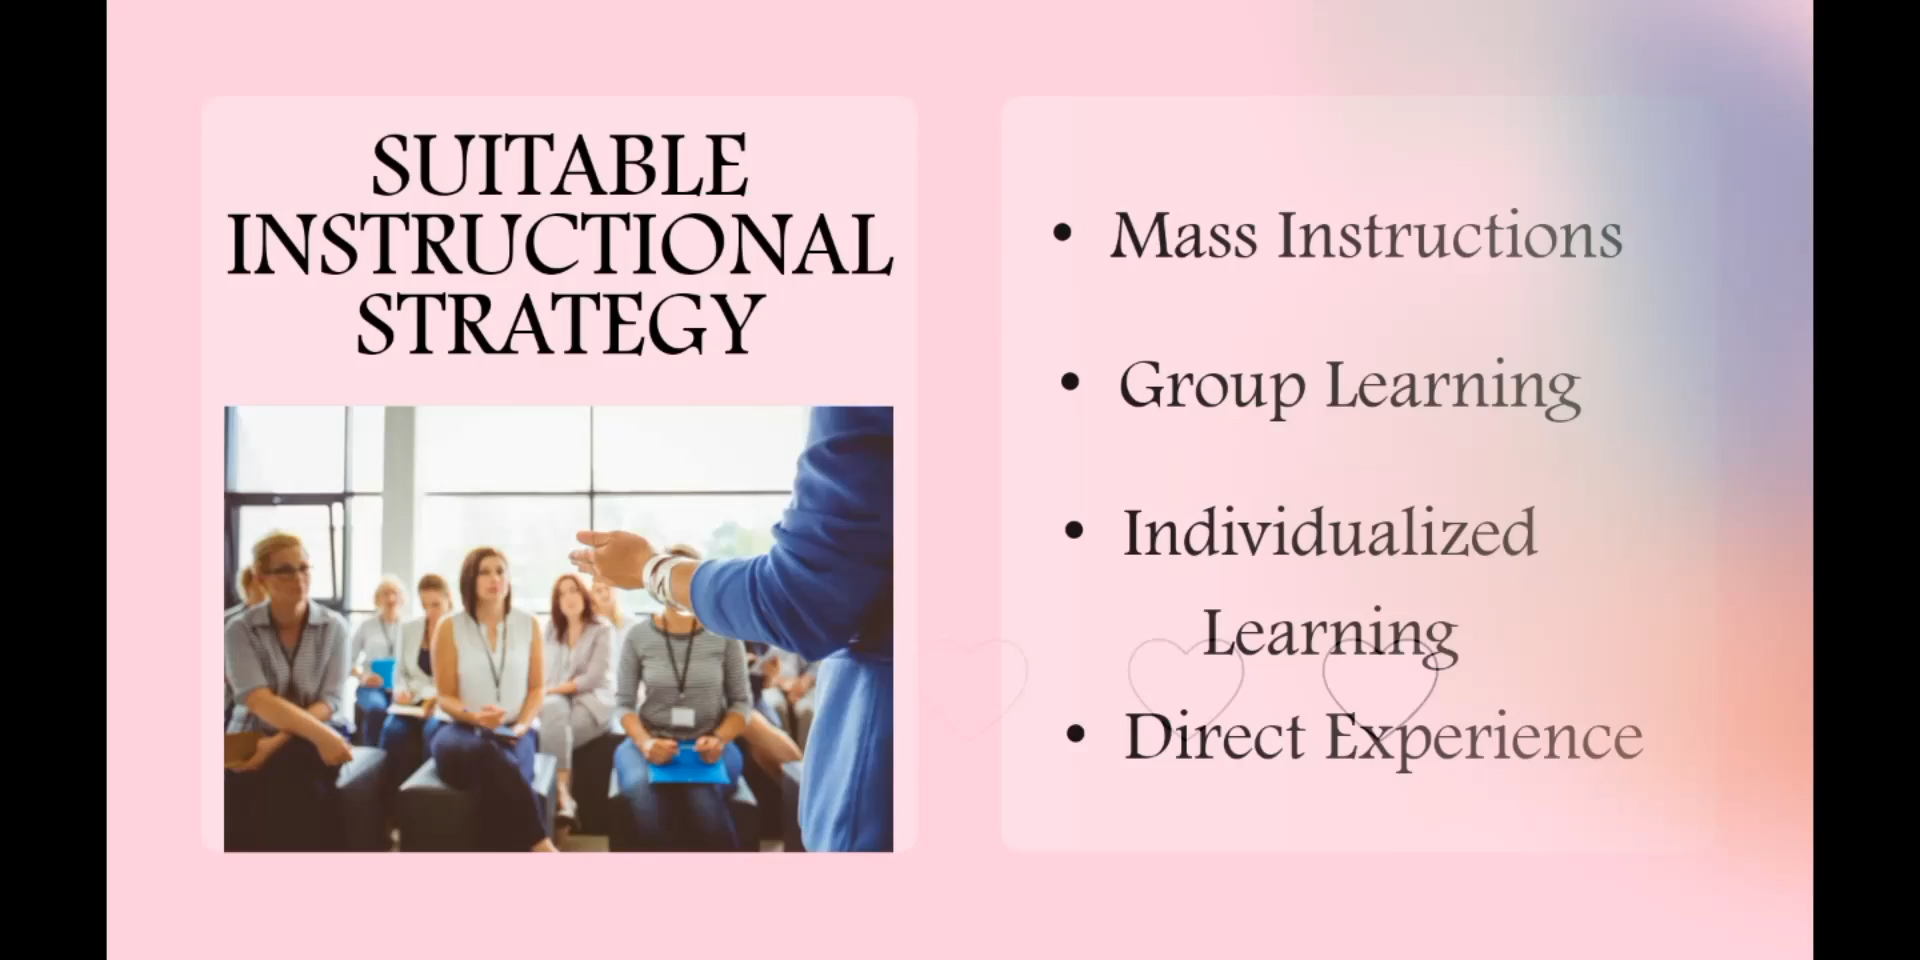 SUITABLE
INSTRUCTIONAL
STRATEGY
• Mass Instructions
• Group Learning
• Individualized
Learning
• Direct Experience